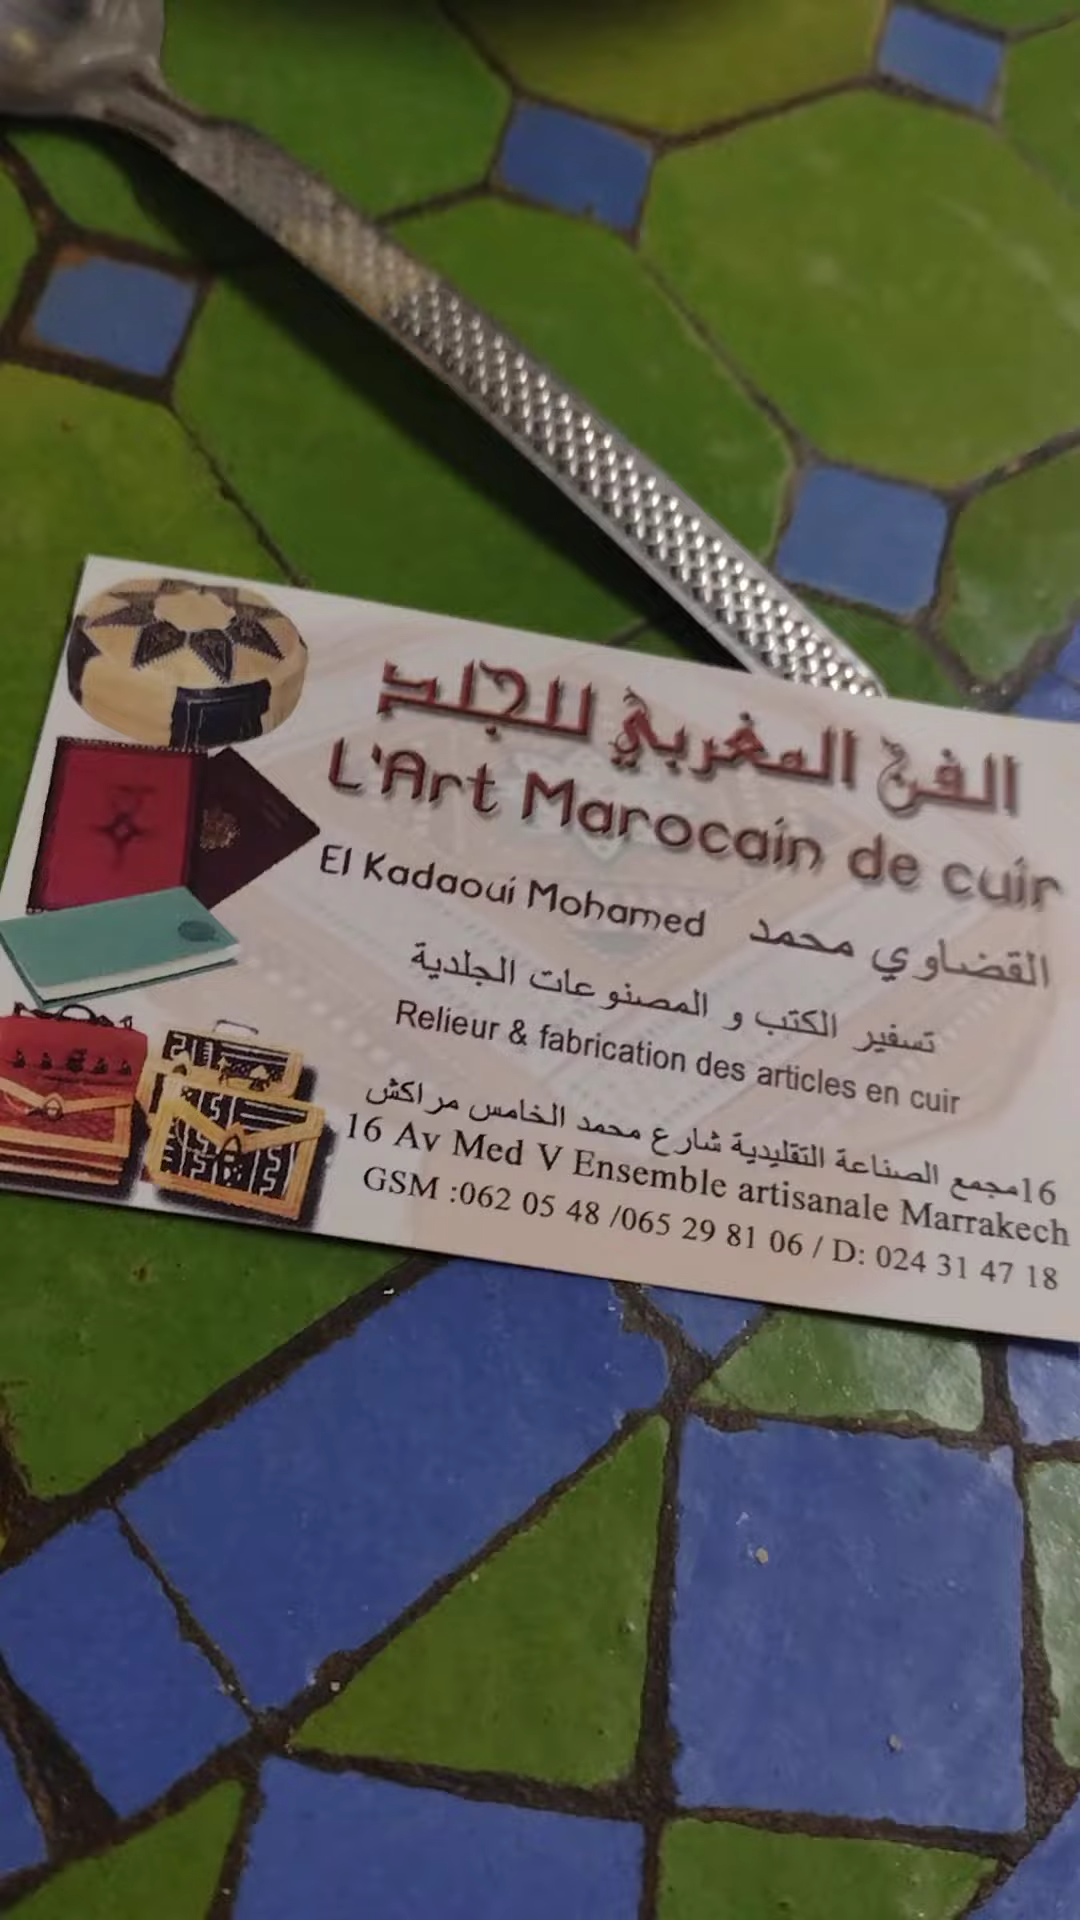 الفن المغربي للجلد
L'Art Marocain de cuir
El Kadaoui Mohamed القضاوي محمد
تسفير الكتب و المصنوعات الجلدية
Relieur & fabrication des articles en cuir
16مجمع الصناعة التقليدية شارع محمد الخامس مراكش
16 Av Med V Ensemble artisanale Marrakech
GSM :062 05 48 /065 29 81 06 / D: 024 31 47 18